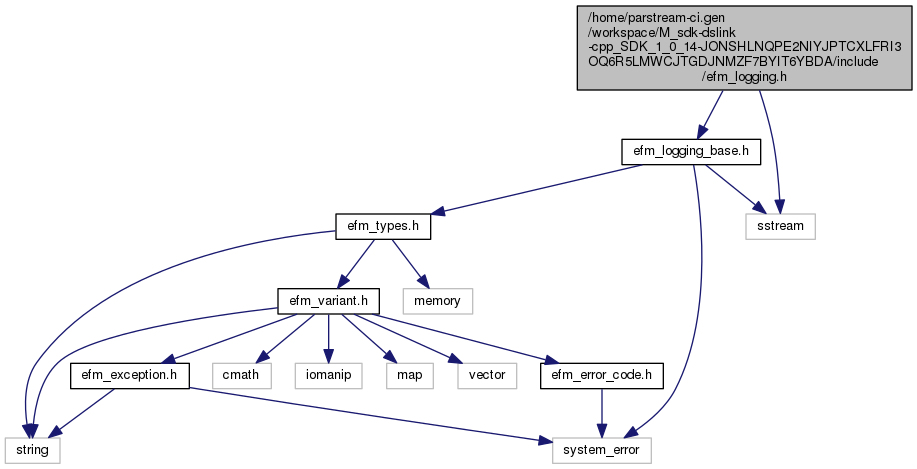 /home/parstream-ci.gen
/workspace/M_sdk-dslink
-cpp_SDK_1_0_14-JONSHLNQPE2NIYJPTCXLFRI3
OQ6R5LMWCJTGDJNMZF7BYIT6YBDA/include
/efm_logging.h
efm_logging_base.h
efm_types.h
sstream
efm_variant.h
memory
efm_exception.h
cmath
iomanip
map
vector
efm_error_code.h
string
system_error